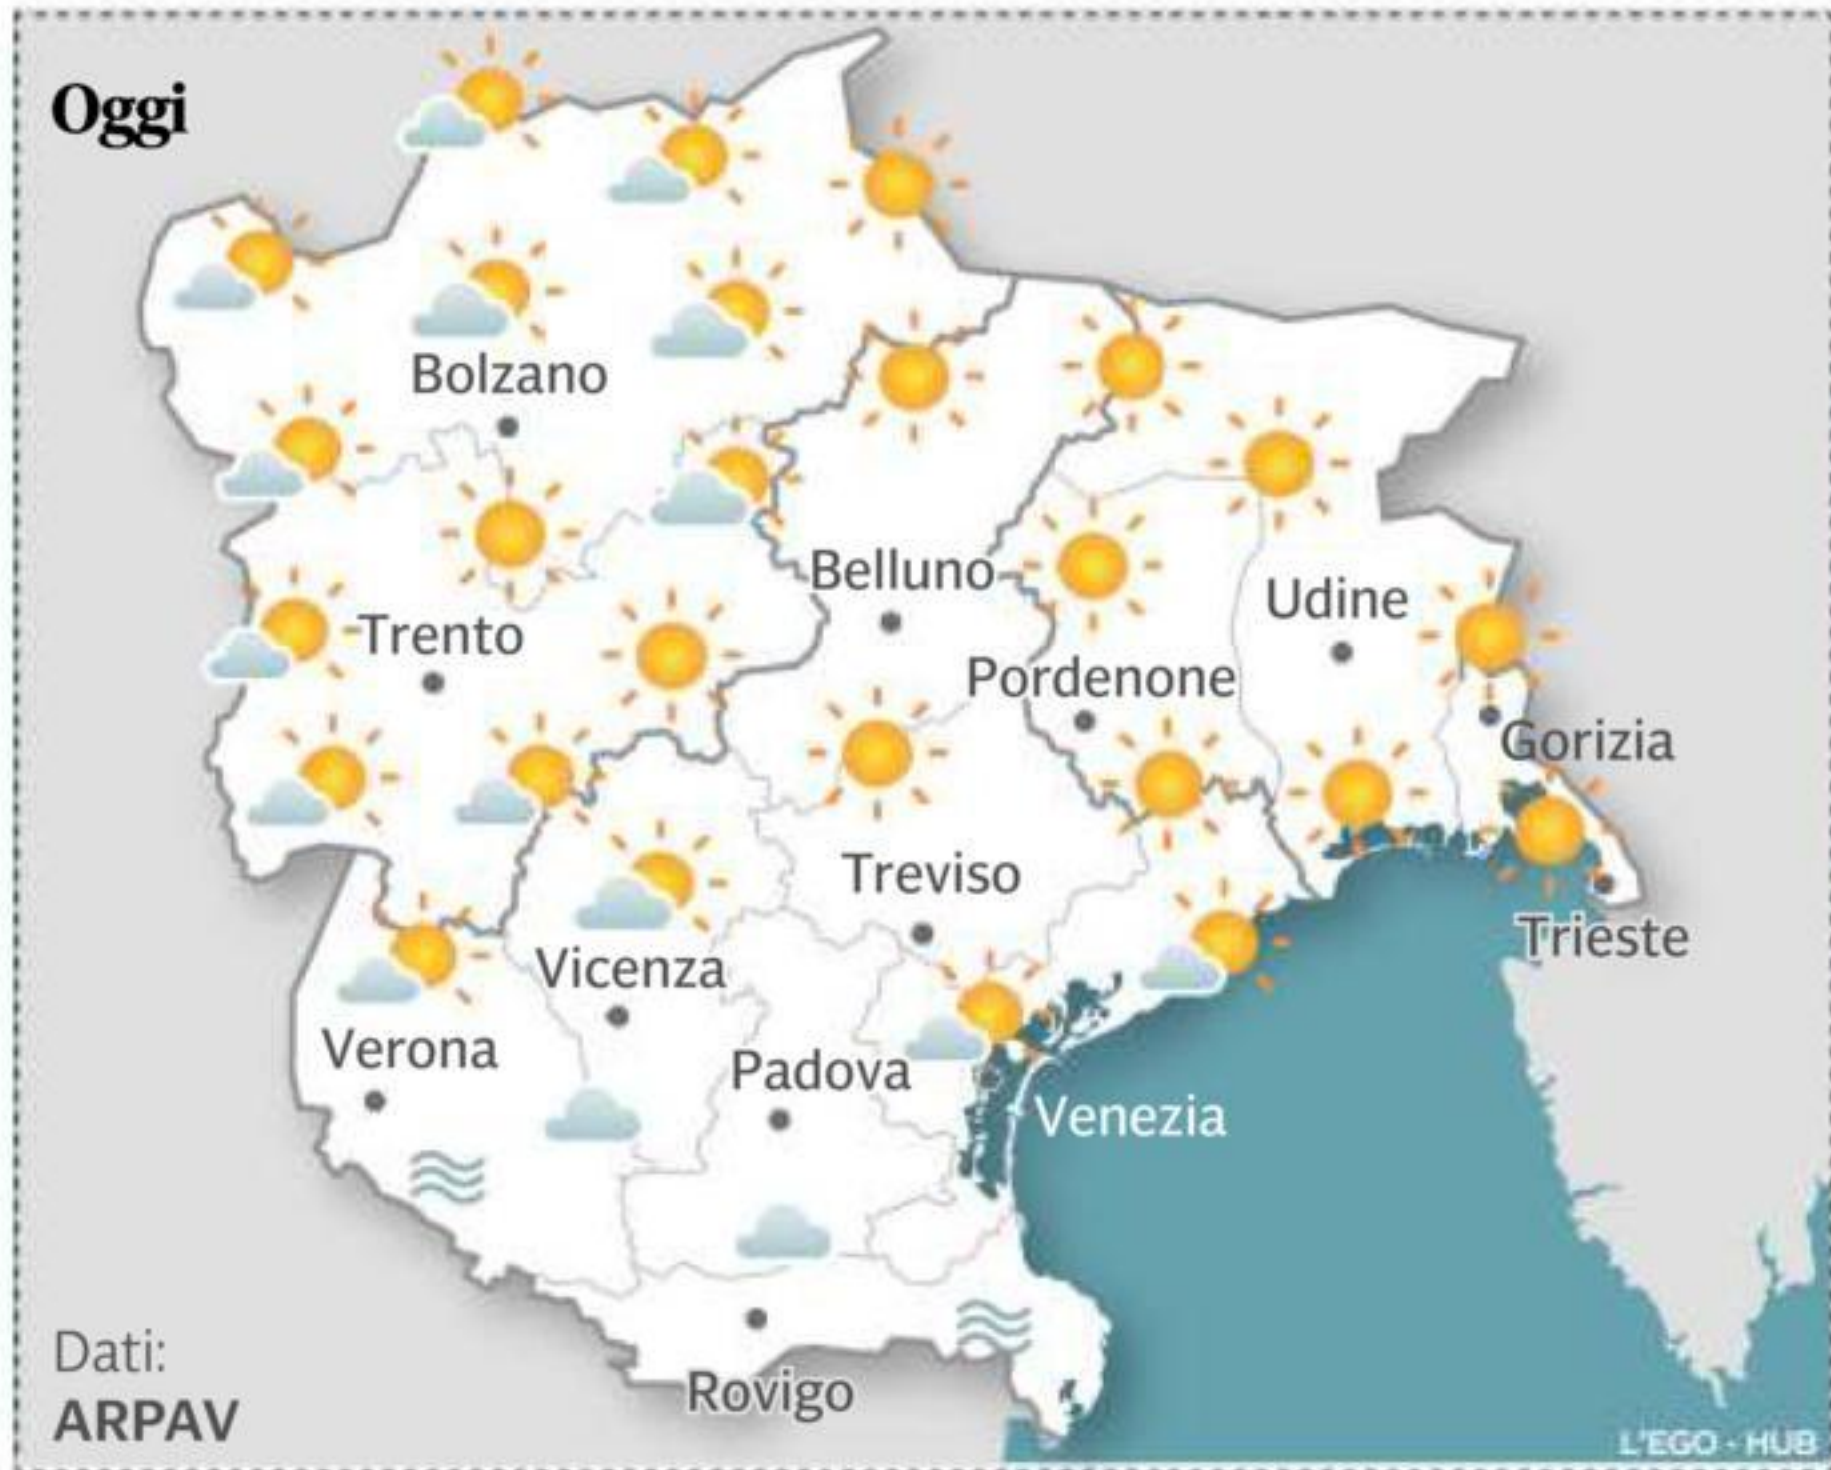 Oggi
Bolzano
Belluno
Udine
Trento
Pordenone
Gorizia
Treviso
Trieste
Vicenza
Verona
Padova
Venezia
Dati:
ARPAV
Rovigo
L'EGO - HUB